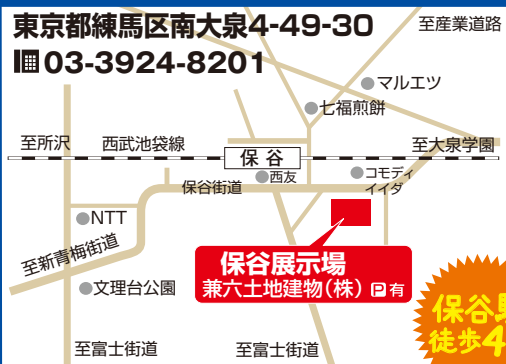 東京都練馬区南大泉4-49-30
至産業道路
03-3924-8201
マルエツ
七福煎餅
至所沢
西武池袋線
至大泉学園
保谷
西友
コモディ
イイダ
保谷街道
NTT
至新青梅街道
保谷展示場
兼六土地建物(株) P有
文理台公園
保谷
徒歩4
至富士街道
至富士街道